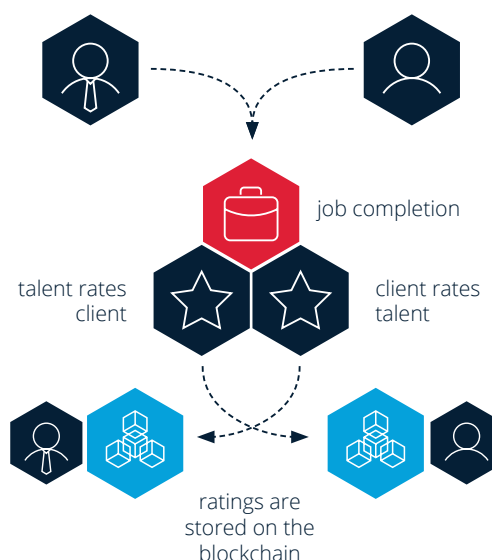 job completion
talent rates
client
client rates
talent
ratings are
stored on the
blockchain